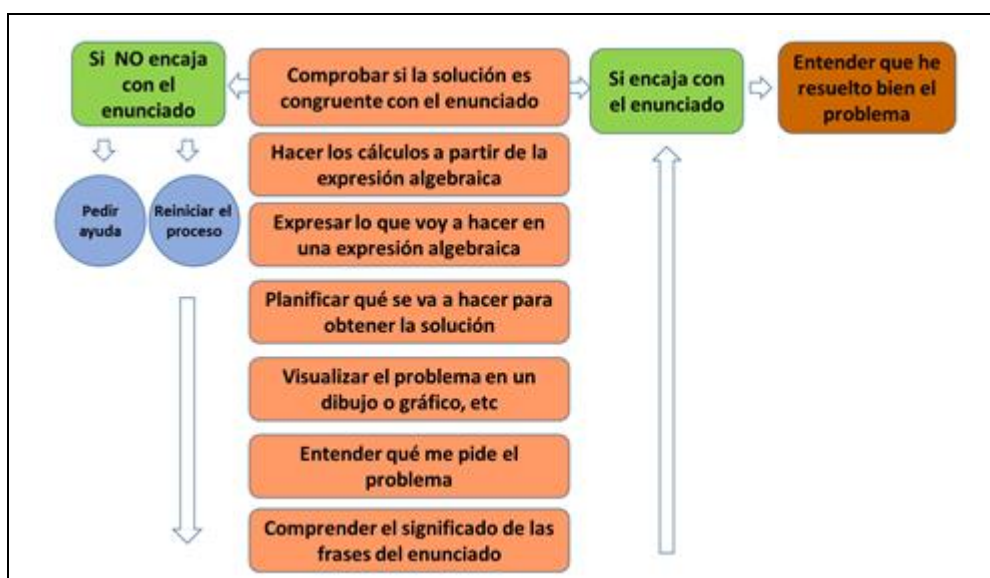 Si NO encaja
con el
enunciado
Comprobar si la solución es
congruente con el enunciado
Si encaja con
el enunciado
Entender que he
resuelto bien el
problema
Pedir
ayuda
Reiniciar el
proceso
Hacer los cálculos a partir de la
expresión algebraica
Expresar lo que voy a hacer en
una expresión algebraica
Planificar qué se va a hacer para
obtener la solución
Visualizar el problema en un
dibujo o gráfico, etc
Entender qué me pide el
problema
Comprender el significado de las
frases del enunciado